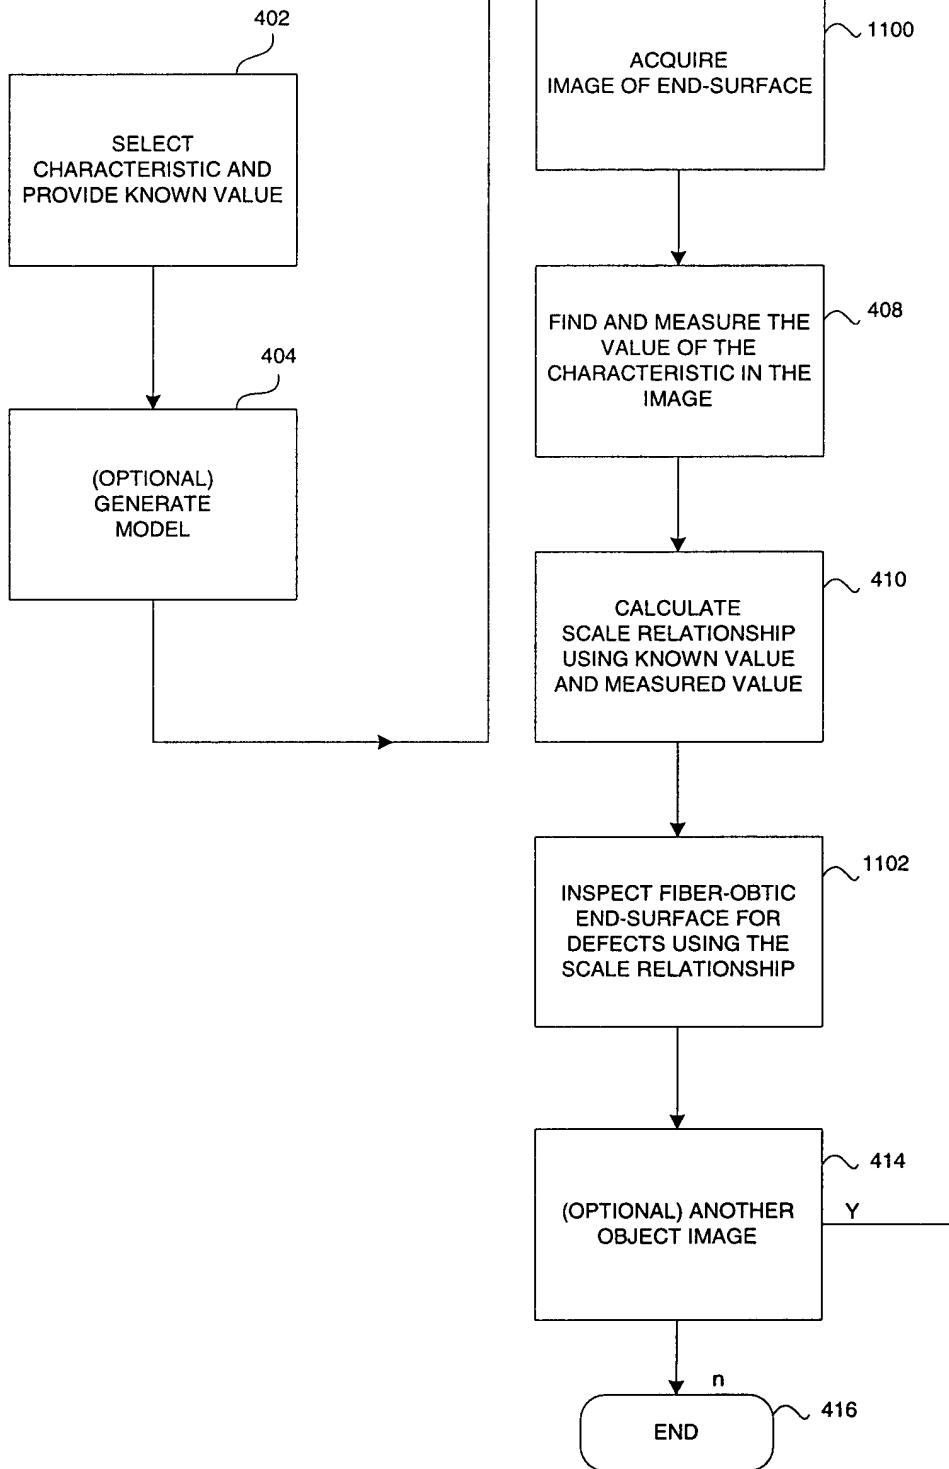 402
SELECT
CHARACTERISTIC AND
PROVIDE KNOWN VALUE
404
(OPTIONAL)
GENERATE
MODEL
1100
ACQUIRE
IMAGE OF END-SURFACE
408
FIND AND MEASURE THE
VALUE OF THE
CHARACTERISTIC IN THE
IMAGE
410
CALCULATE
SCALE RELATIONSHIP
USING KNOWN VALUE
AND MEASURED VALUE
1102
INSPECT FIBER-OBTIC
END-SURFACE FOR
DEFECTS USING THE
SCALE RELATIONSHIP
414
(OPTIONAL) ANOTHER
OBJECT IMAGE
Y
n
416
END